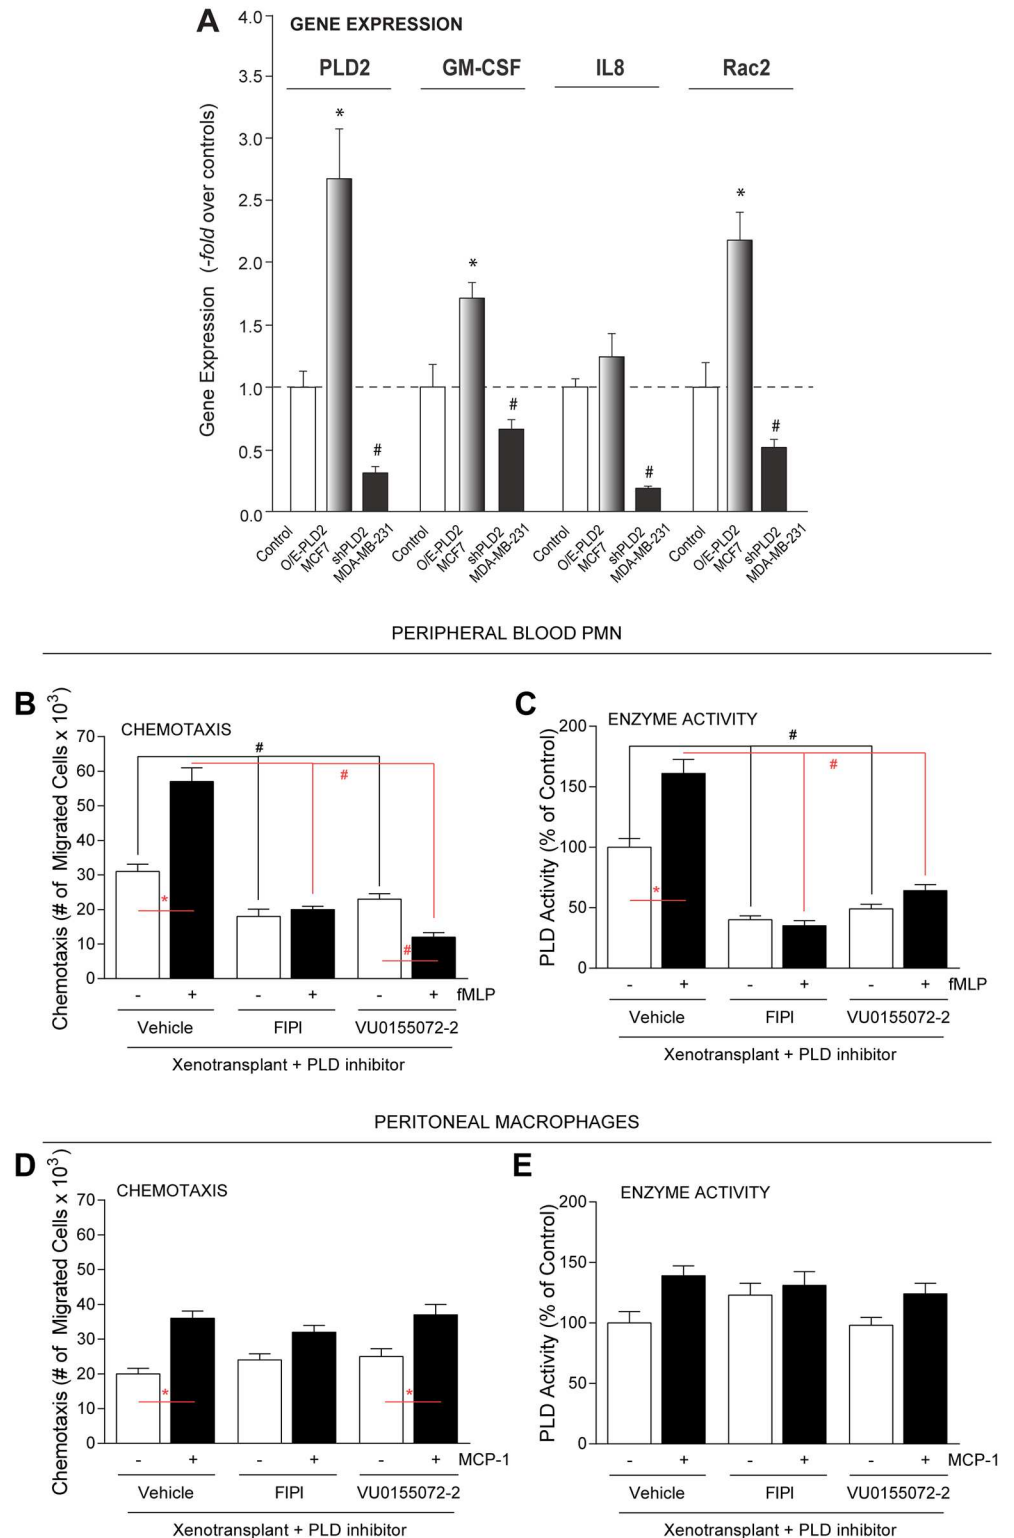 A
GENE EXPRESSION
PLD2 GM-CSF IL8 Rac2
Gene Expression (-fold over controls)
4.0
3.5
3.0
2.5
2.0
1.5
1.0
0.5
0.0
* * *
# # # #
Control O/E-PLD2 MCF7 shPLD2 MDA-MB-231 Control O/E-PLD2 MCF7 shPLD2 MDA-MB-231 Control O/E-PLD2 MCF7 shPLD2 MDA-MB-231 Control O/E-PLD2 MCF7 shPLD2 MDA-MB-231
PERIPHERAL BLOOD PMN
B
CHEMOTAXIS
Chemotaxis (# of Migrated Cells x 10³)
70
60
50
40
30
20
10
0
#
#
*
#
- + - + - + fMLP
Vehicle FIPI VU0155072-2
Xenotransplant + PLD inhibitor
C
ENZYME ACTIVITY
PLD Activity (% of Control)
200
150
100
50
0
#
#
*
- + - + - + fMLP
Vehicle FIPI VU0155072-2
Xenotransplant + PLD inhibitor
PERITONEAL MACROPHAGES
D
CHEMOTAXIS
Chemotaxis (# of Migrated Cells x 10³)
70
60
50
40
30
20
10
0
* *
- + - + - + MCP-1
Vehicle FIPI VU0155072-2
Xenotransplant + PLD inhibitor
E
ENZYME ACTIVITY
PLD Activity (% of Control)
200
150
100
50
0
- + - + - + MCP-1
Vehicle FIPI VU0155072-2
Xenotransplant + PLD inhibitor